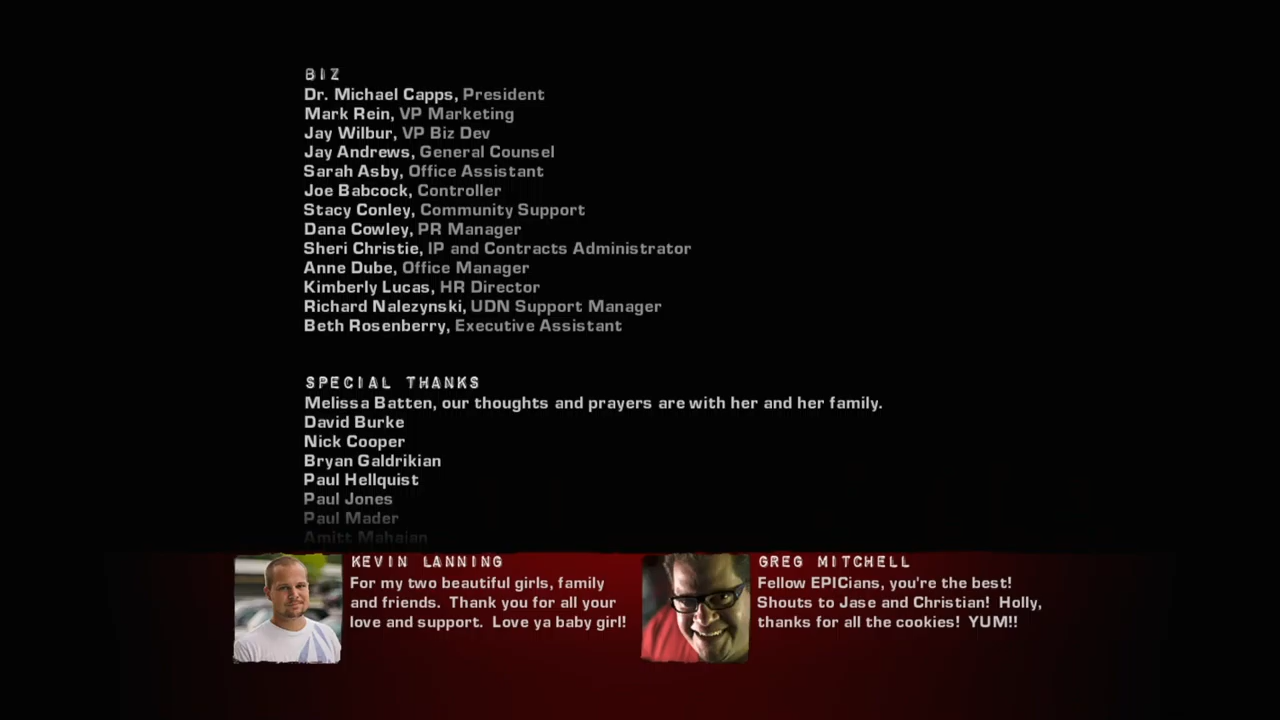 BIZ
Dr. Michael Capps, President
Mark Rein, VP Marketing
Jay Wilbur, VP Biz Dev
Jay Andrews, General Counsel
Sarah Asby, Office Assistant
Joe Babcock, Controller
Stacy Conley, Community Support
Dana Cowley, PR Manager
Sheri Christie, IP and Contracts Administrator
Anne Dube, Office Manager
Kimberly Lucas, HR Director
Richard Nalezynski, UDN Support Manager
Beth Rosenberry, Executive Assistant
SPECIAL THANKS
Melissa Batten, our thoughts and prayers are with her and her family.
David Burke
Nick Cooper
Bryan Galdrikian
Paul Hellquist
Paul Jones
Paul Mader
Amitt Mahajan
KEVIN LANNING
For my two beautiful girls, family
and friends. Thank you for all your
love and support. Love ya baby girl!
GREG MITCHELL
Fellow EPICians, you're the best!
Shouts to Jase and Christian! Holly,
thanks for all the cookies! YUM!!